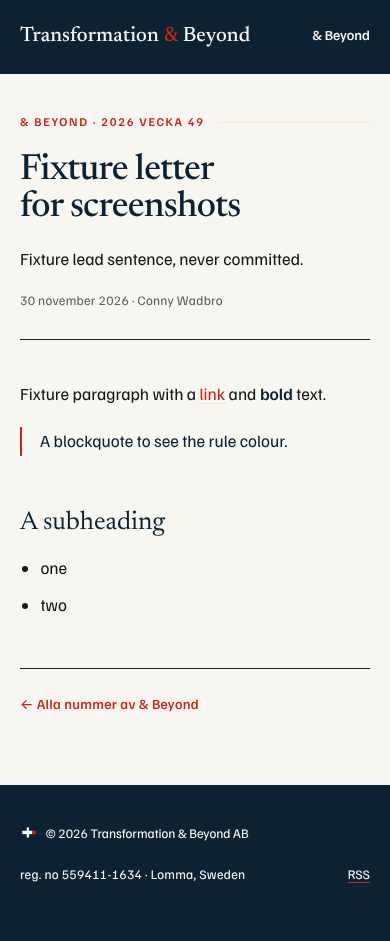 Transformation & Beyond
& Beyond
& BEYOND · 2026 VECKA 49
Fixture letter
for screenshots
Fixture lead sentence, never committed.
30 november 2026 · Conny Wadbro
Fixture paragraph with a link and bold text.
A blockquote to see the rule colour.
A subheading
• one
• two
← Alla nummer av & Beyond
© 2026 Transformation & Beyond AB
reg. no 559411-1634 · Lomma, Sweden
RSS